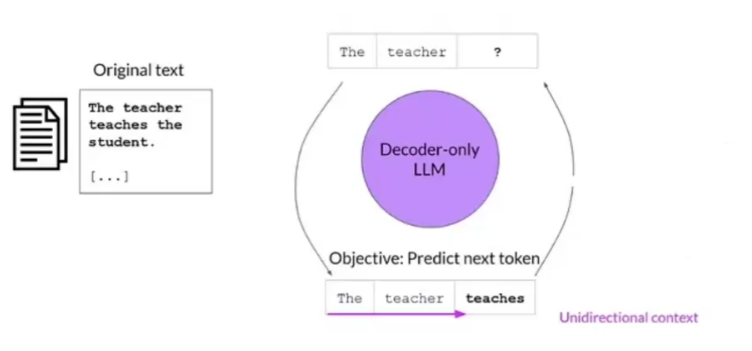 Original text
The teacher
teaches the
student.
[...]
The teacher ?
Decoder-only
LLM
Objective: Predict next token
The teacher teaches
Unidirectional context